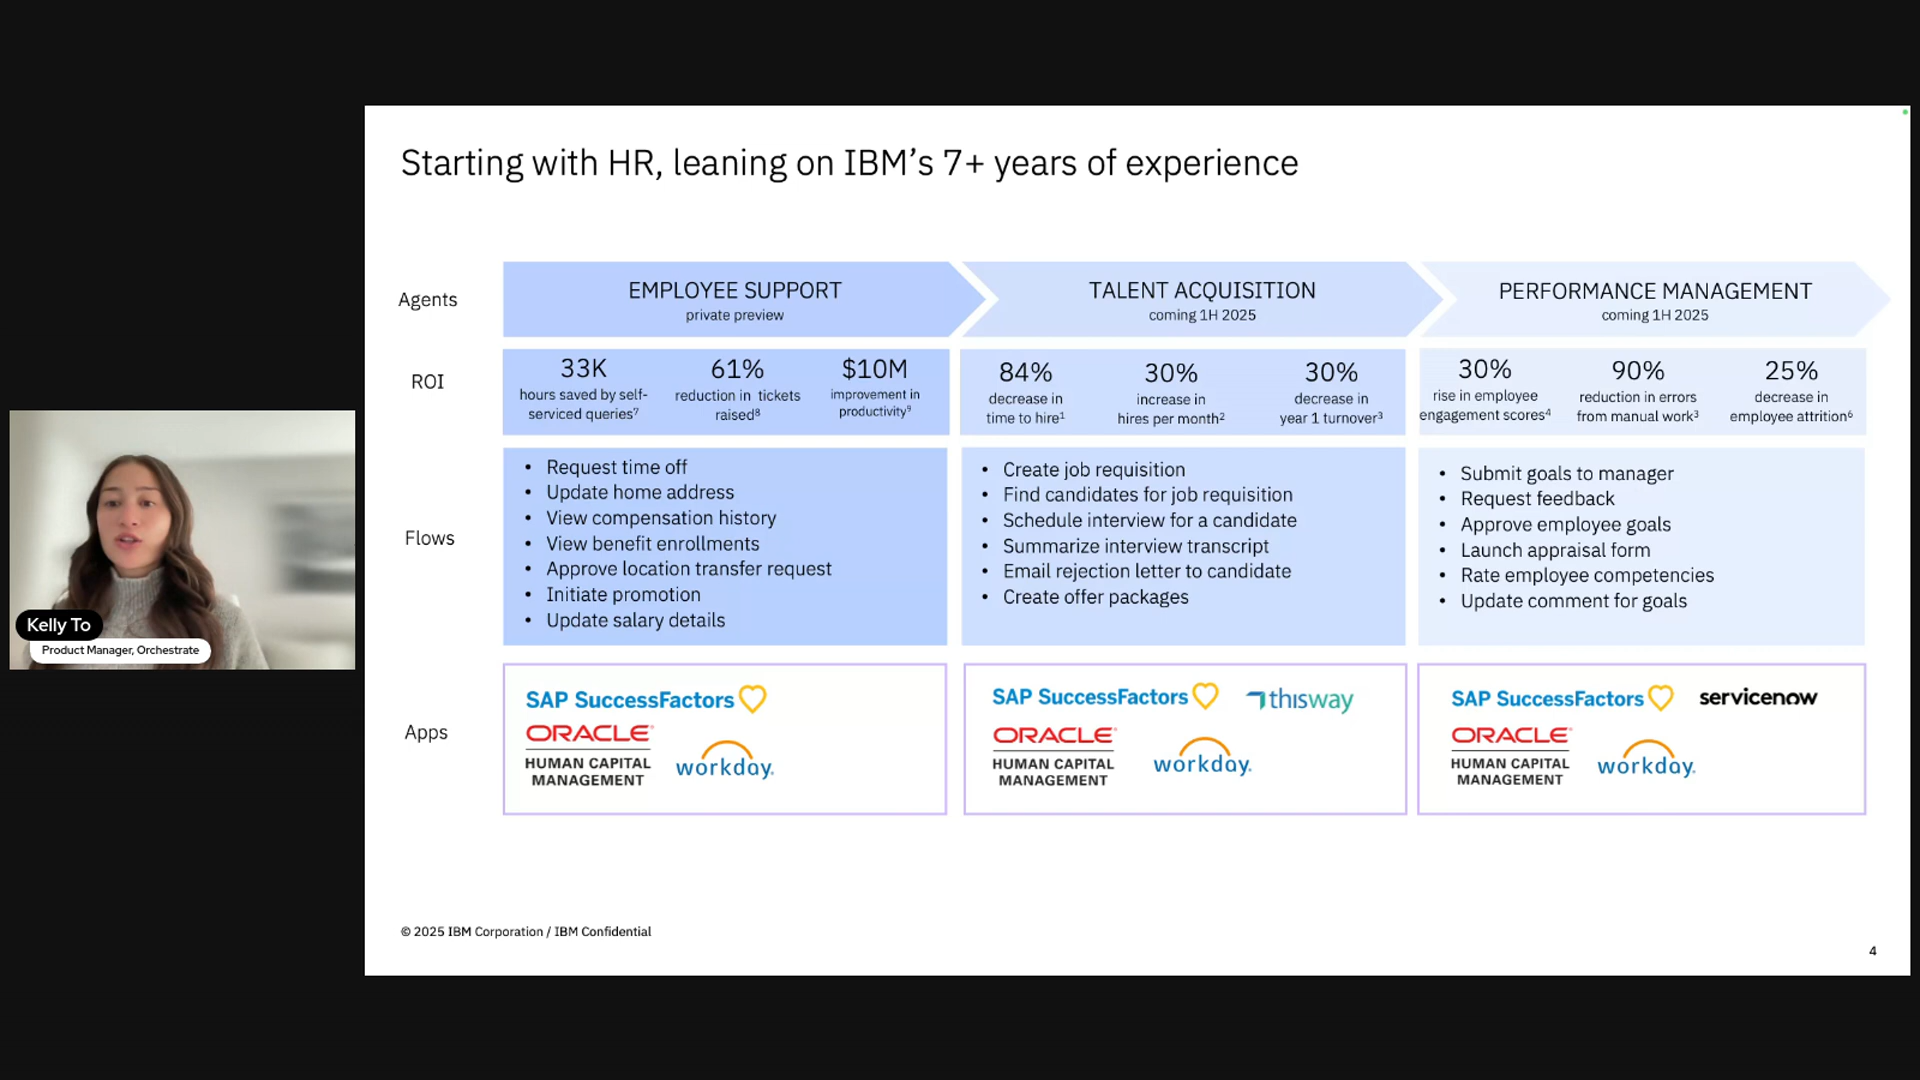 Starting with HR, leaning on IBM's 7+ years of experience
Agents
EMPLOYEE SUPPORT
private preview
TALENT ACQUISITION
coming 1H 2025
PERFORMANCE MANAGEMENT
coming 1H 2025
ROI
33K
hours saved by self-
serviced queries⁷
61%
reduction in tickets
raised⁸
$10M
improvement in
productivity⁹
84%
decrease in
time to hire¹
30%
increase in
hires per month²
30%
decrease in
year 1 turnover³
30%
rise in employee
engagement scores⁴
90%
reduction in errors
from manual work³
25%
decrease in
employee attrition⁶
Flows
• Request time off
• Update home address
• View compensation history
• View benefit enrollments
• Approve location transfer request
• Initiate promotion
• Update salary details
• Create job requisition
• Find candidates for job requisition
• Schedule interview for a candidate
• Summarize interview transcript
• Email rejection letter to candidate
• Create offer packages
• Submit goals to manager
• Request feedback
• Approve employee goals
• Launch appraisal form
• Rate employee competencies
• Update comment for goals
Apps
SAP SuccessFactors
ORACLE®
HUMAN CAPITAL
MANAGEMENT
workday®
SAP SuccessFactors
thisway
ORACLE®
HUMAN CAPITAL
MANAGEMENT
workday®
SAP SuccessFactors
servicenow
ORACLE®
HUMAN CAPITAL
MANAGEMENT
workday®
Kelly To
Product Manager, Orchestrate
© 2025 IBM Corporation / IBM Confidential
4